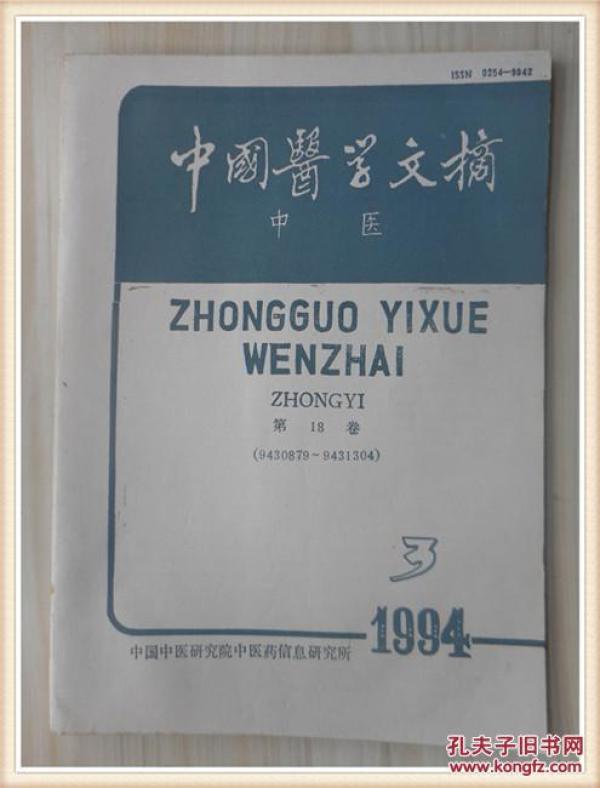 ISSN 0254—9042
中國醫学文摘
中 医
ZHONGGUO YIXUE
WENZHAI
ZHONGYI
第 18 卷
(9430879～9431304)
3
1994
中国中医研究院中医药信息研究所
孔夫子旧书网
www.kongfz.com